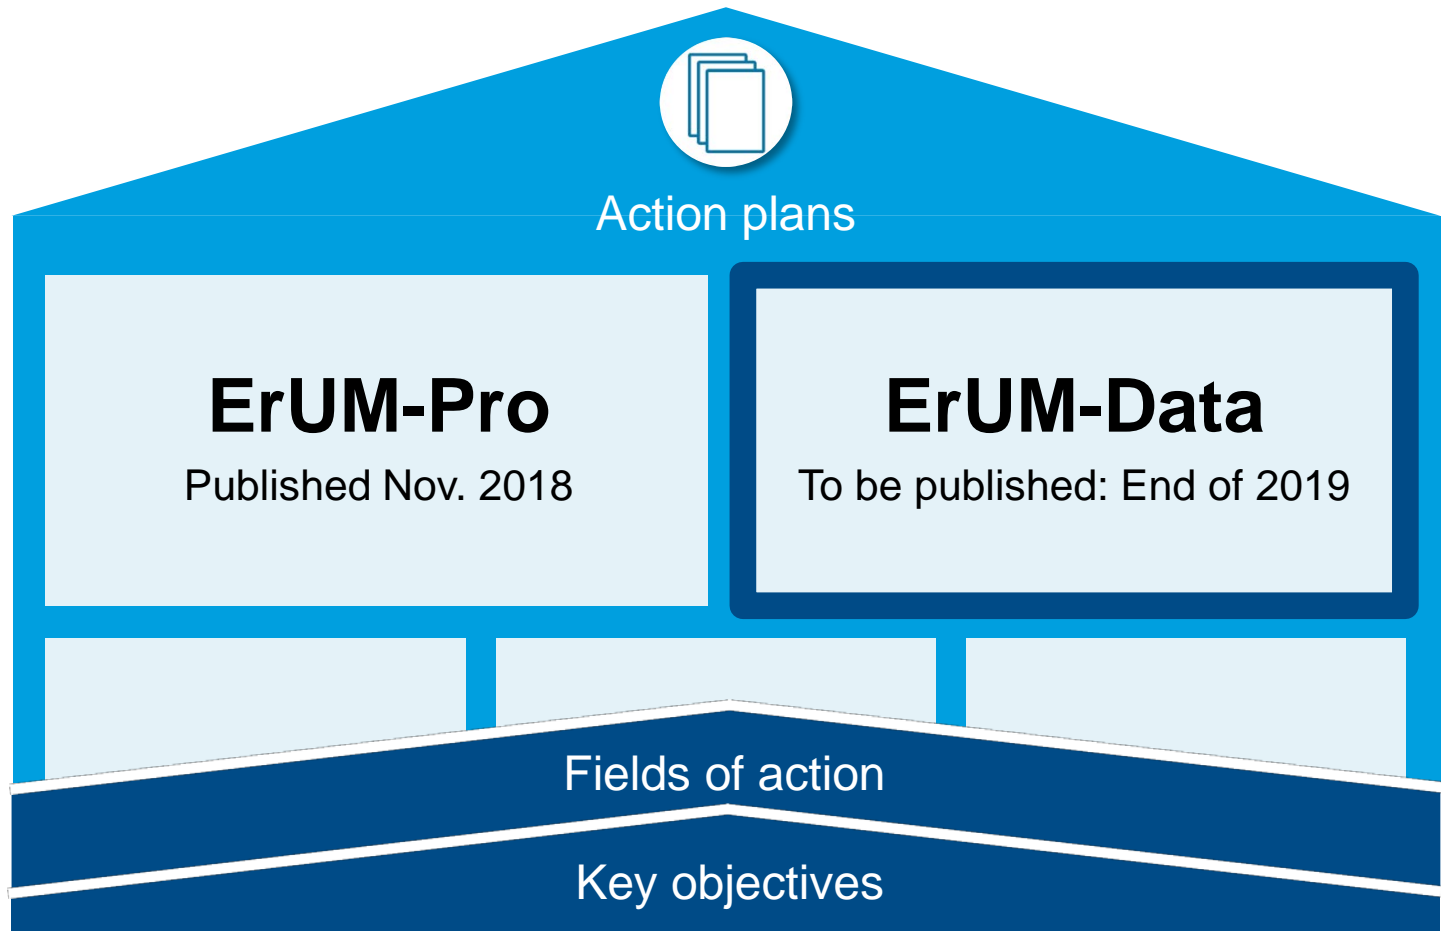 Action plans
ErUM-Pro
Published Nov. 2018
ErUM-Data
To be published: End of 2019
Fields of action
Key objectives